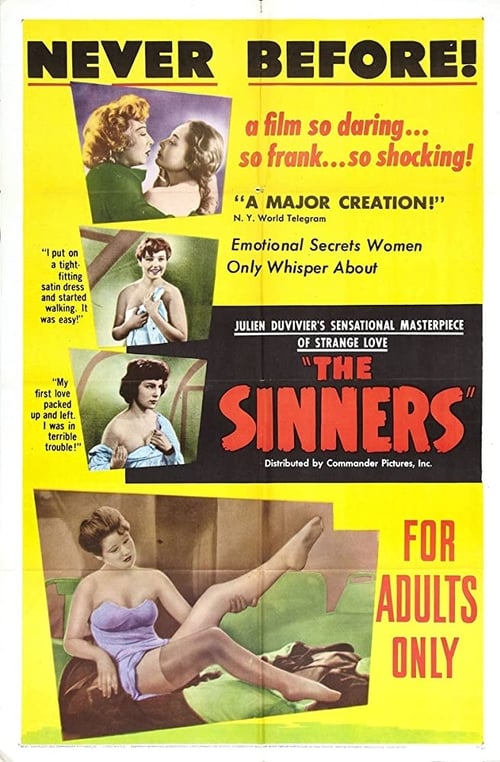 NEVER BEFORE!
a film so daring...
so frank...so shocking!
"A MAJOR CREATION!"
N. Y. World Telegram
Emotional Secrets Women
Only Whisper About
"I put on
a tight-
fitting
satin dress
and started
walking. It
was easy!"
JULIEN DUVIVIER'S SENSATIONAL MASTERPIECE
OF STRANGE LOVE
"THE
SINNERS"
Distributed by Commander Pictures, Inc.
"My
first love
packed
up and left.
I was in
terrible
trouble!"
FOR
ADULTS
ONLY